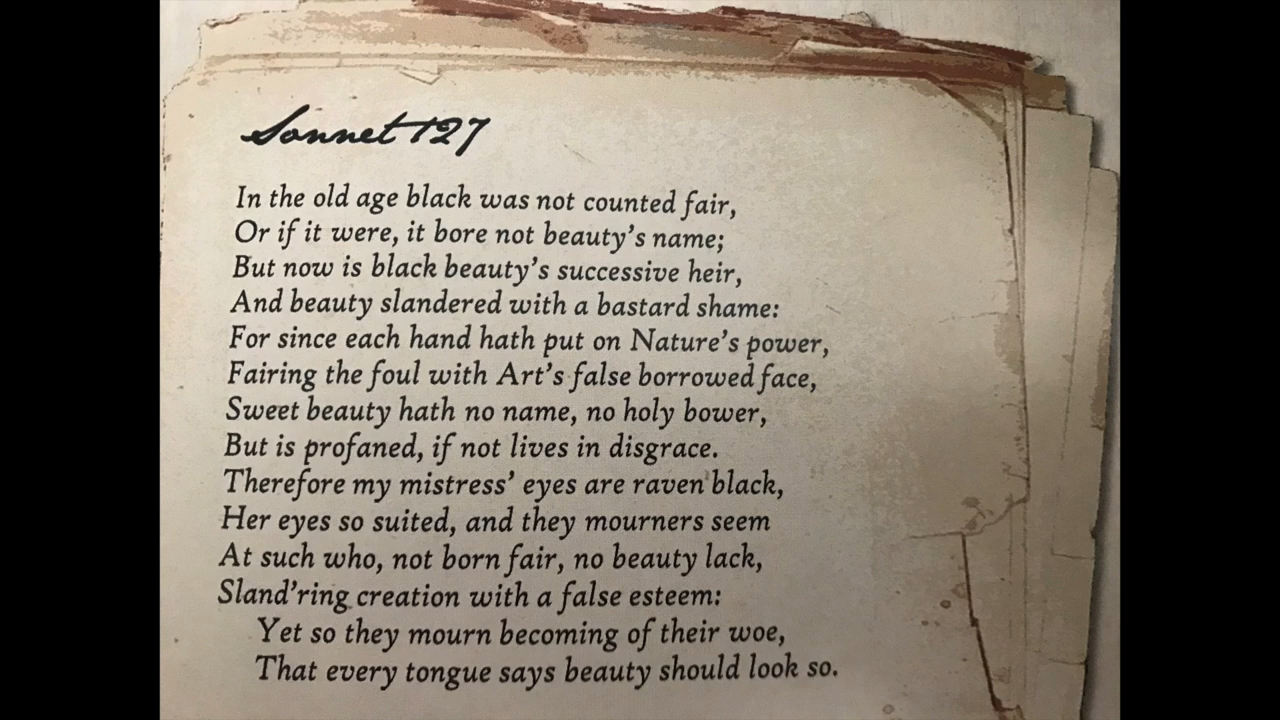 Sonnet 127
In the old age black was not counted fair,
Or if it were, it bore not beauty's name;
But now is black beauty's successive heir,
And beauty slandered with a bastard shame:
For since each hand hath put on Nature's power,
Fairing the foul with Art's false borrowed face,
Sweet beauty hath no name, no holy bower,
But is profaned, if not lives in disgrace.
Therefore my mistress' eyes are raven black,
Her eyes so suited, and they mourners seem
At such who, not born fair, no beauty lack,
Sland'ring creation with a false esteem:
Yet so they mourn becoming of their woe,
That every tongue says beauty should look so.